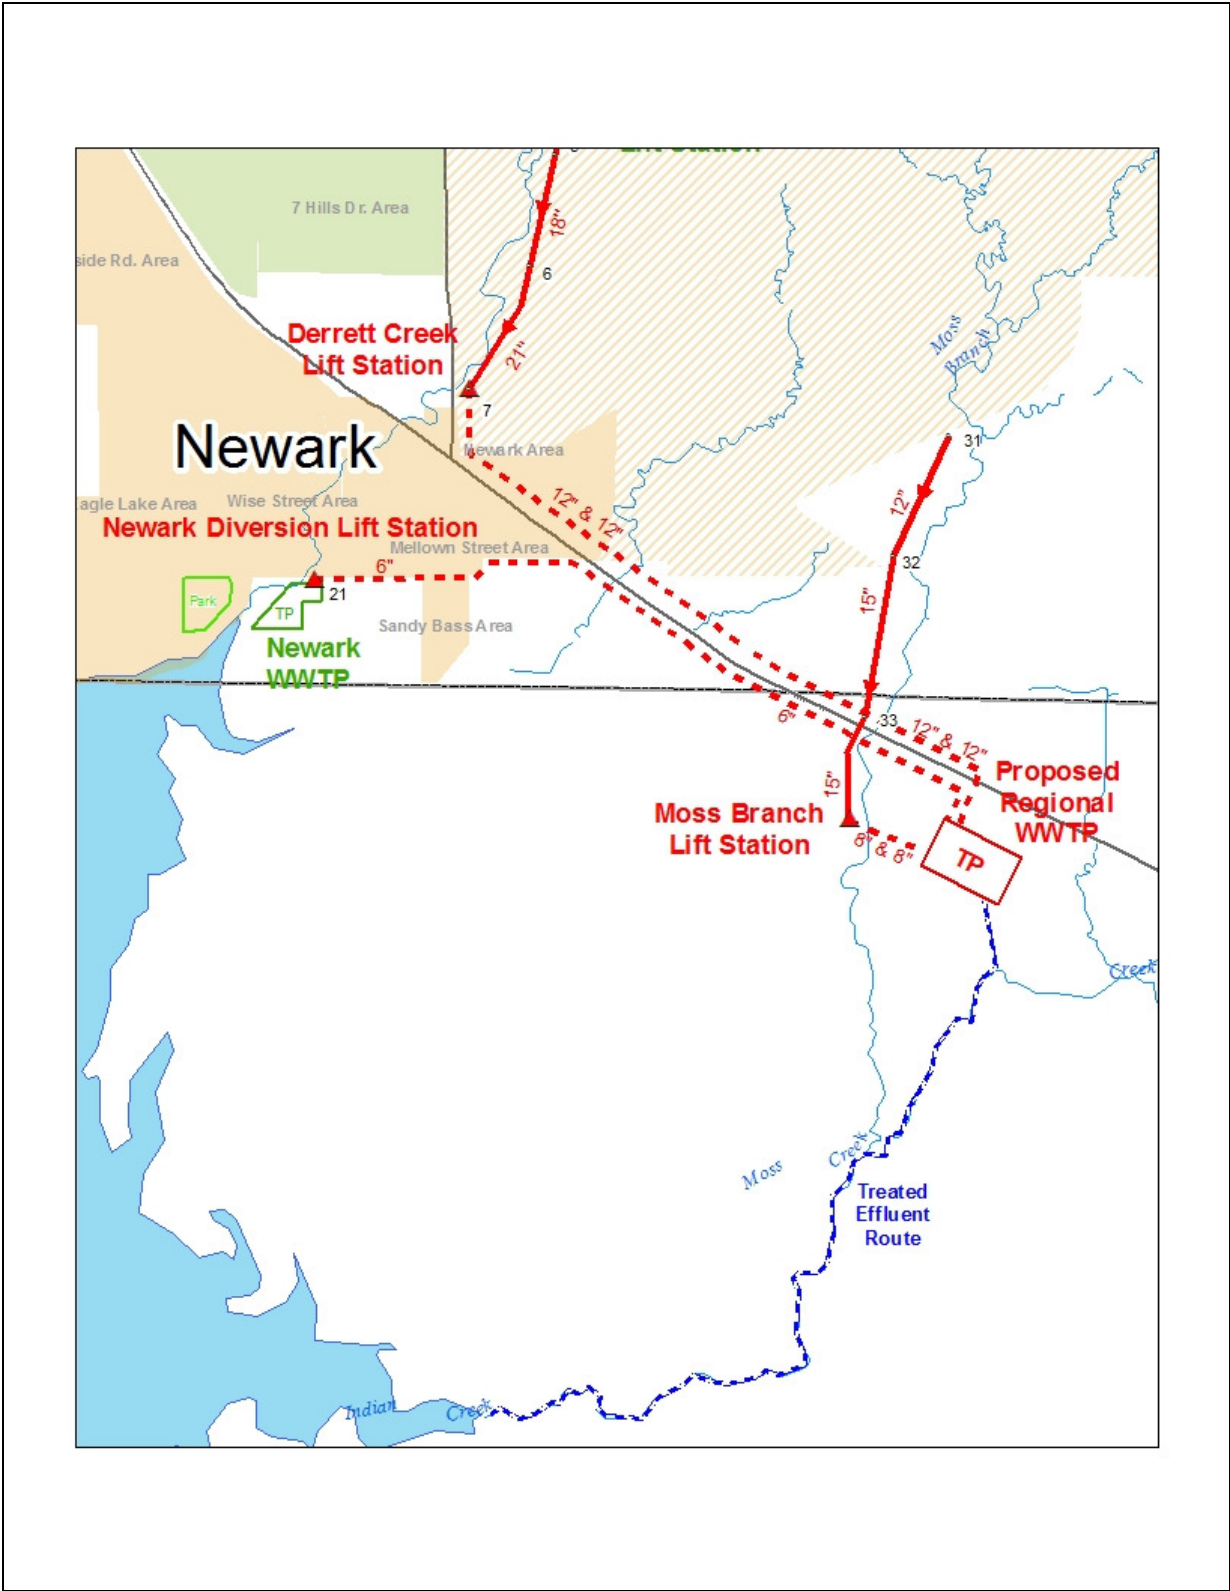 Lift Station
7 Hills Dr. Area
18"
side Rd. Area
6
Derrett Creek
Lift Station
21"
Moss
Branch
7
Newark
Newark Area
31
agle Lake Area
Wise Street Area
12" & 12"
12"
Newark Diversion Lift Station
Mellown Street Area
6"
32
Park
TP
21
15"
Sandy Bass Area
Newark
WWTP
6"
33
12" & 12"
Proposed
Regional
WWTP
15"
Moss Branch
Lift Station
8" & 8"
TP
Creek
Moss
Creek
Treated
Effluent
Route
Indian
Creek